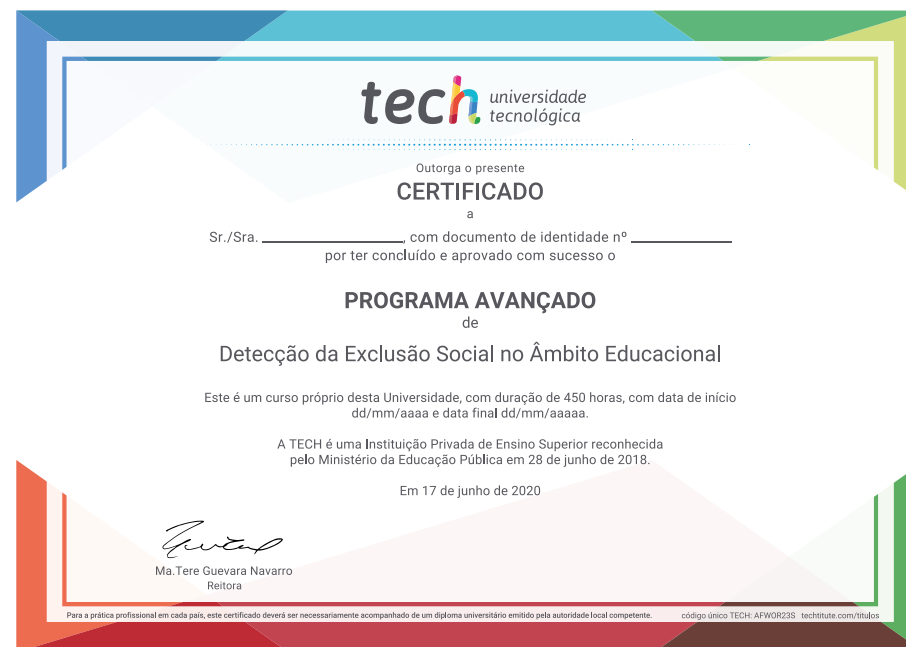 tech universidade
tecnológica
Outorga o presente
CERTIFICADO
a
Sr./Sra. ____________, com documento de identidade nº ____________
por ter concluído e aprovado com sucesso o
PROGRAMA AVANÇADO
de
Detecção da Exclusão Social no Âmbito Educacional
Este é um curso próprio desta Universidade, com duração de 450 horas, com data de início
dd/mm/aaaa e data final dd/mm/aaaaa.
A TECH é uma Instituição Privada de Ensino Superior reconhecida
pelo Ministério da Educação Pública em 28 de junho de 2018.
Em 17 de junho de 2020
Ma.Tere Guevara Navarro
Reitora
Para a prática profissional em cada país, este certificado deverá ser necessariamente acompanhado de um diploma universitário emitido pela autoridade local competente. código único TECH: AFWOR23S techtitute.com/titulos